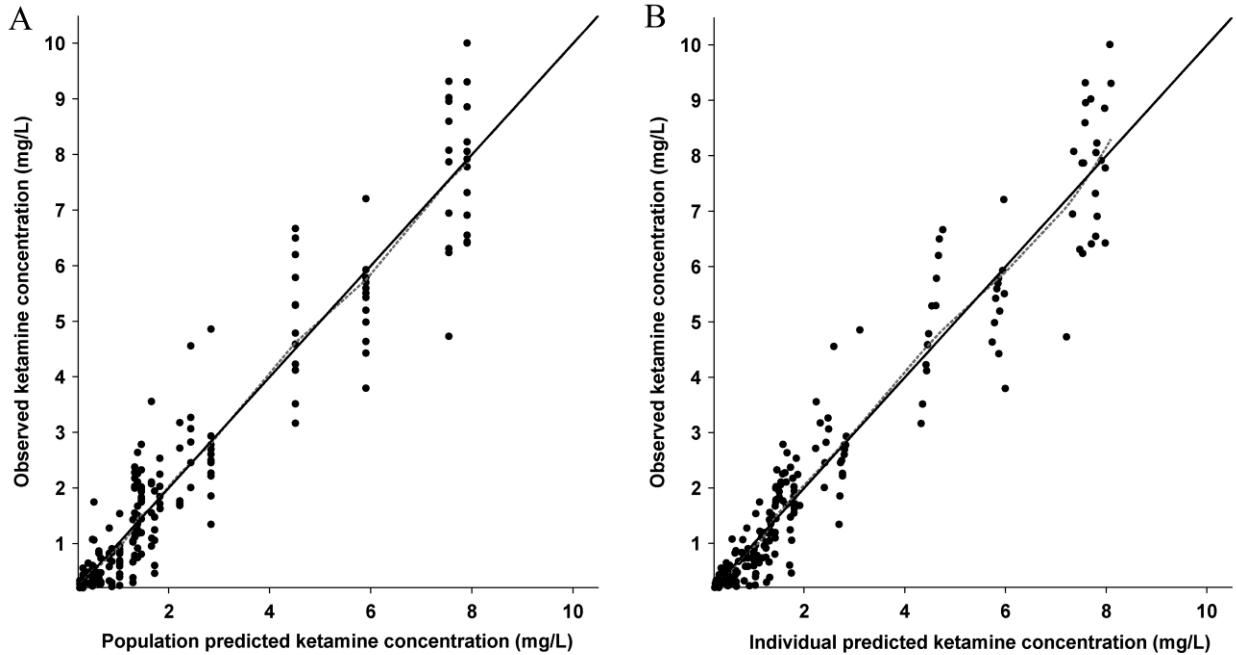 A
Observed ketamine concentration (mg/L)
10
9
8
7
6
5
4
3
2
1
2 4 6 8 10
Population predicted ketamine concentration (mg/L)
B
Observed ketamine concentration (mg/L)
10
9
8
7
6
5
4
3
2
1
2 4 6 8 10
Individual predicted ketamine concentration (mg/L)